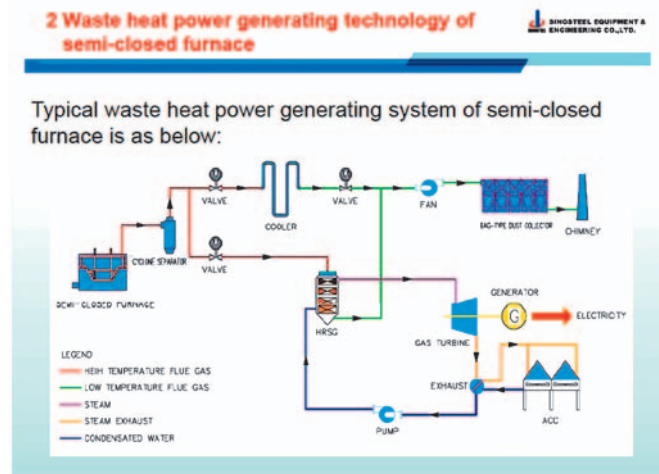 2 Waste heat power generating technology of
semi-closed furnace
SINOSTEEL EQUIPMENT &
ENGINEERING CO.,LTD.
Typical waste heat power generating system of semi-closed
furnace is as below:
VALVE
COOLER
VALVE
FAN
BAG-TYPE DUST COLECTOR
CHIMNEY
CYCLINE SEPARATOR
VALVE
SEMI-CLOSED FURNACE
HRSG
GENERATOR
G
ELECTRICITY
GAS TURBINE
LEGEND
HEIH TEMPERATURE FLUE GAS
LOW TEMPERATURE FLUE GAS
STEAM
STEAM EXHAUST
CONDENSATED WATER
EXHAUST
ACC
PUMP